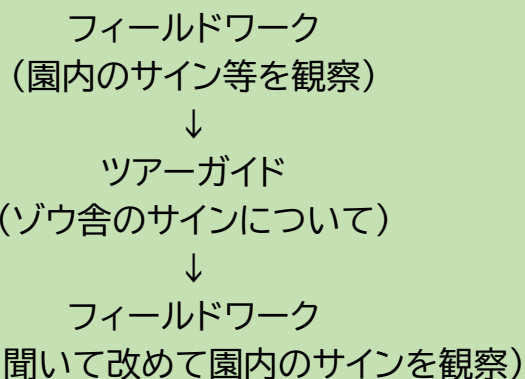 フィールドワーク
（園内のサイン等を観察）
↓
ツアーガイド
（ゾウ舎のサインについて）
↓
フィールドワーク
聞いて改めて園内のサインを観察）